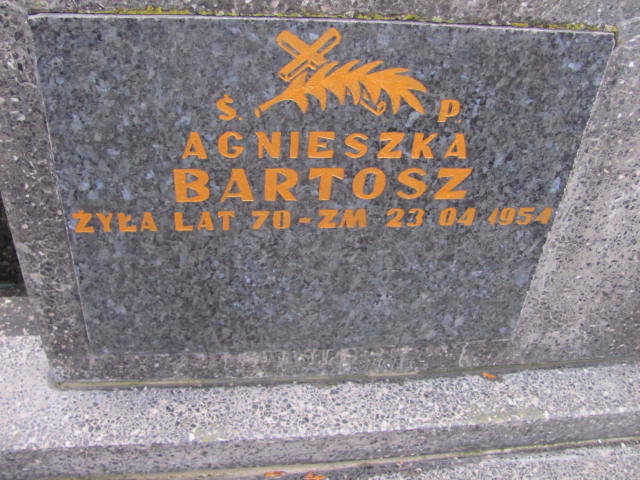 Ś. P
AGNIESZKA
BARTOSZ
ŻYŁA LAT 70 - ZM 23 04 1954